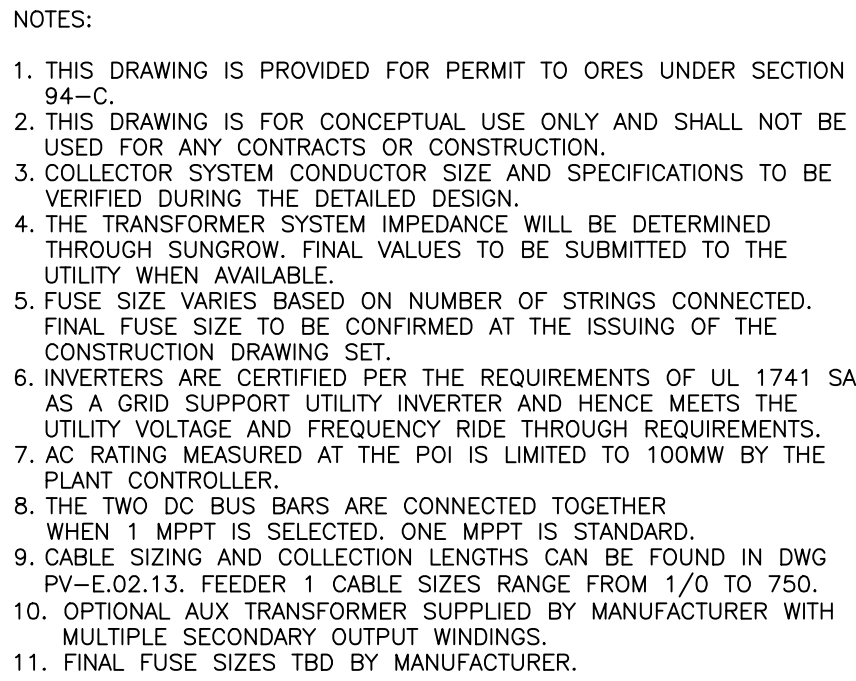 NOTES:
1. THIS DRAWING IS PROVIDED FOR PERMIT TO ORES UNDER SECTION
94-C.
2. THIS DRAWING IS FOR CONCEPTUAL USE ONLY AND SHALL NOT BE
USED FOR ANY CONTRACTS OR CONSTRUCTION.
3. COLLECTOR SYSTEM CONDUCTOR SIZE AND SPECIFICATIONS TO BE
VERIFIED DURING THE DETAILED DESIGN.
4. THE TRANSFORMER SYSTEM IMPEDANCE WILL BE DETERMINED
THROUGH SUNGROW. FINAL VALUES TO BE SUBMITTED TO THE
UTILITY WHEN AVAILABLE.
5. FUSE SIZE VARIES BASED ON NUMBER OF STRINGS CONNECTED.
FINAL FUSE SIZE TO BE CONFIRMED AT THE ISSUING OF THE
CONSTRUCTION DRAWING SET.
6. INVERTERS ARE CERTIFIED PER THE REQUIREMENTS OF UL 1741 SA
AS A GRID SUPPORT UTILITY INVERTER AND HENCE MEETS THE
UTILITY VOLTAGE AND FREQUENCY RIDE THROUGH REQUIREMENTS.
7. AC RATING MEASURED AT THE POI IS LIMITED TO 100MW BY THE
PLANT CONTROLLER.
8. THE TWO DC BUS BARS ARE CONNECTED TOGETHER
WHEN 1 MPPT IS SELECTED. ONE MPPT IS STANDARD.
9. CABLE SIZING AND COLLECTION LENGTHS CAN BE FOUND IN DWG
PV-E.02.13. FEEDER 1 CABLE SIZES RANGE FROM 1/0 TO 750.
10. OPTIONAL AUX TRANSFORMER SUPPLIED BY MANUFACTURER WITH
MULTIPLE SECONDARY OUTPUT WINDINGS.
11. FINAL FUSE SIZES TBD BY MANUFACTURER.